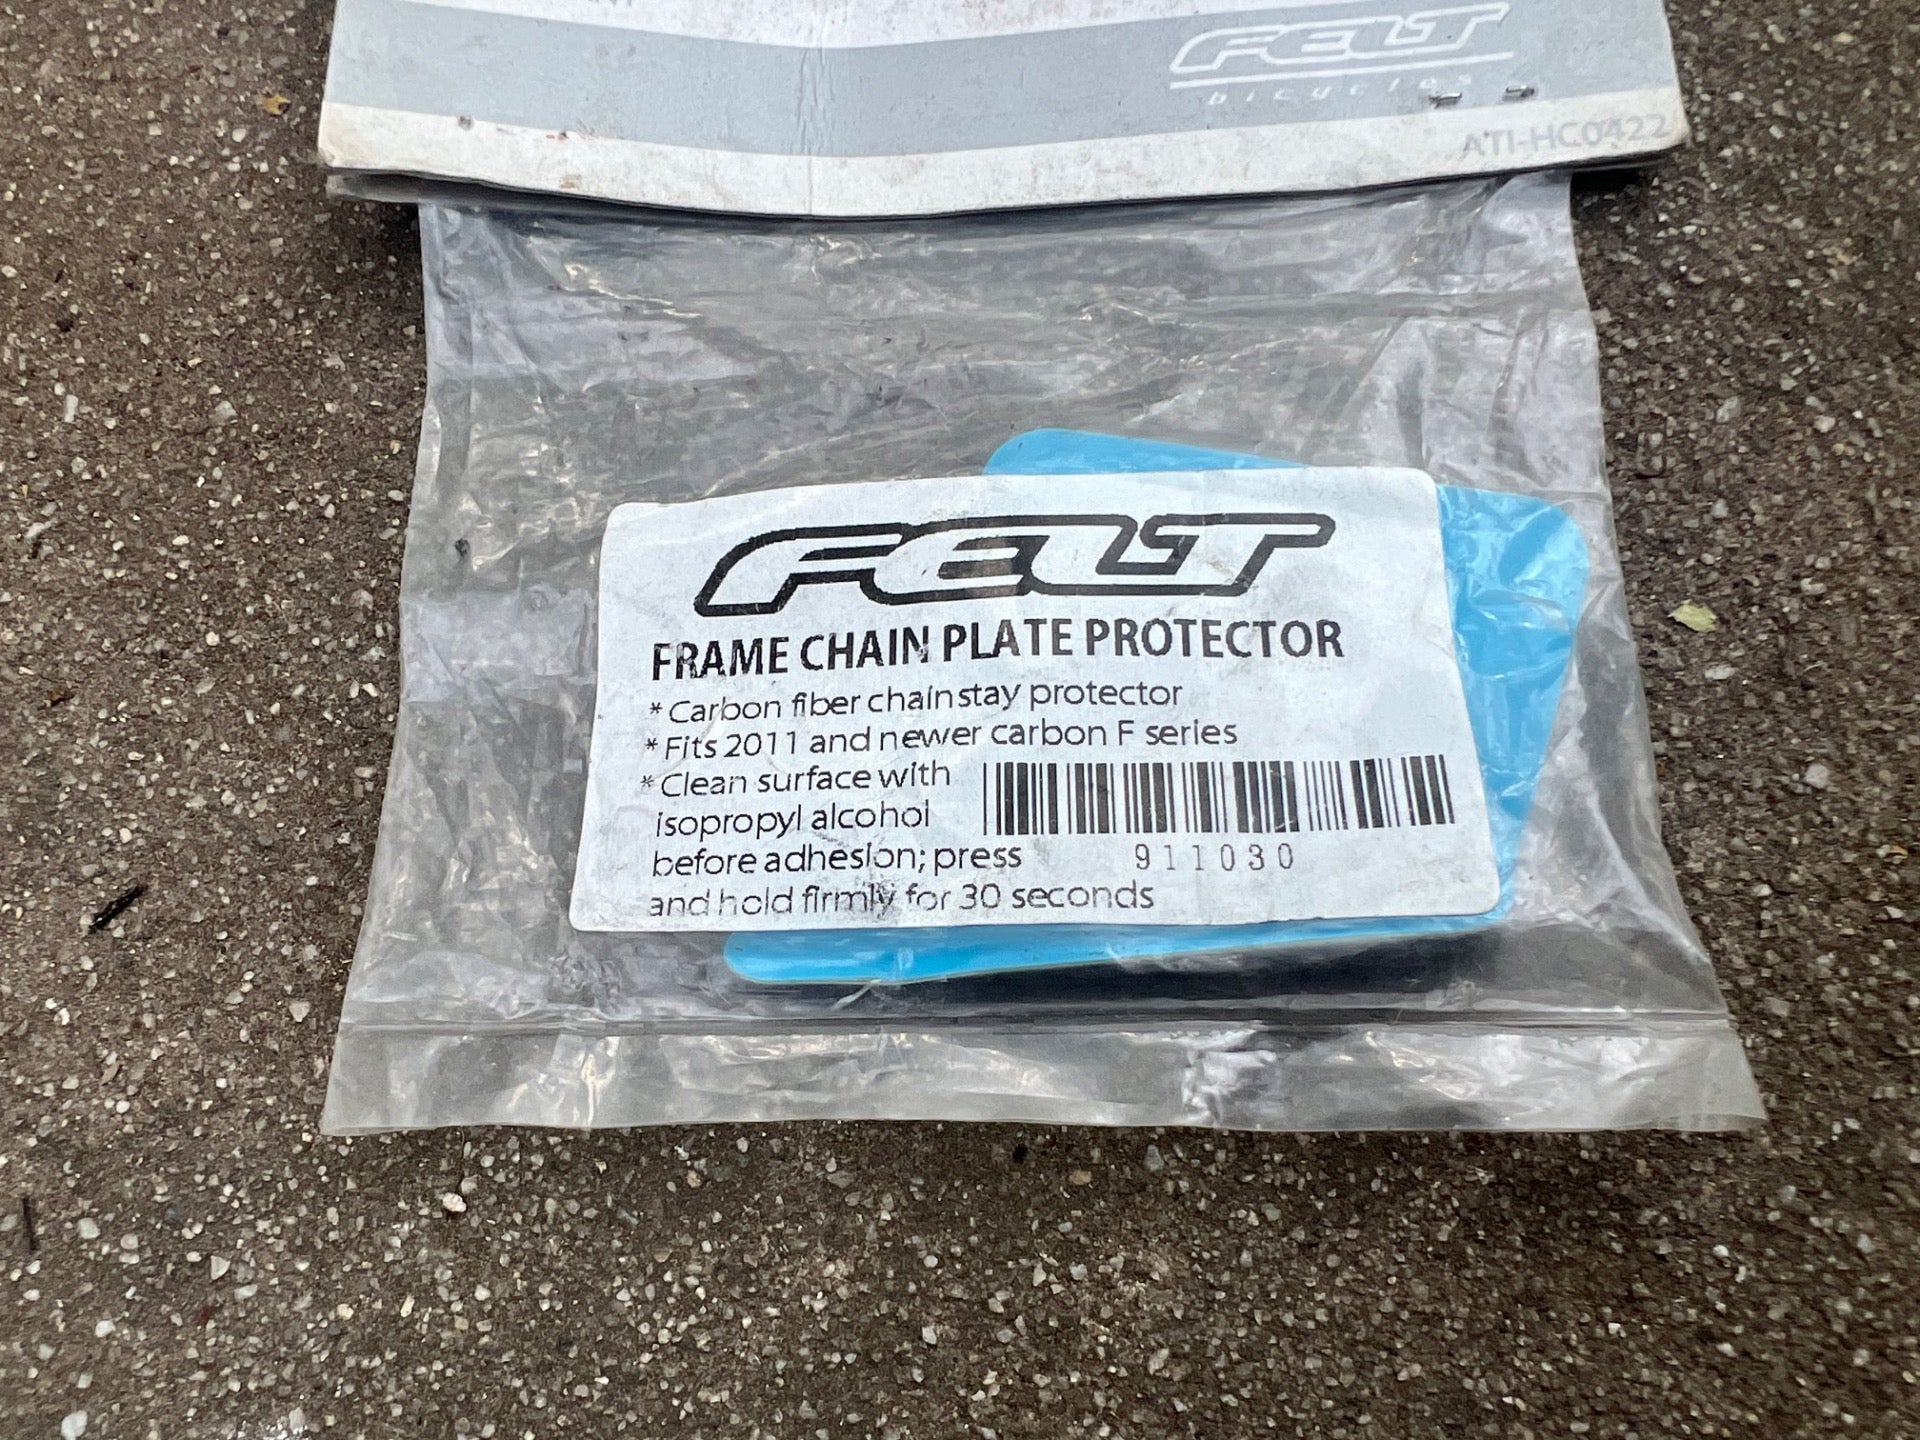 FELT
bicycles
ATI-HC0422
FELT
FRAME CHAIN PLATE PROTECTOR
* Carbon fiber chainstay protector
* Fits 2011 and newer carbon F series
* Clean surface with
isopropyl alcohol
before adhesion; press
911030
and hold firmly for 30 seconds